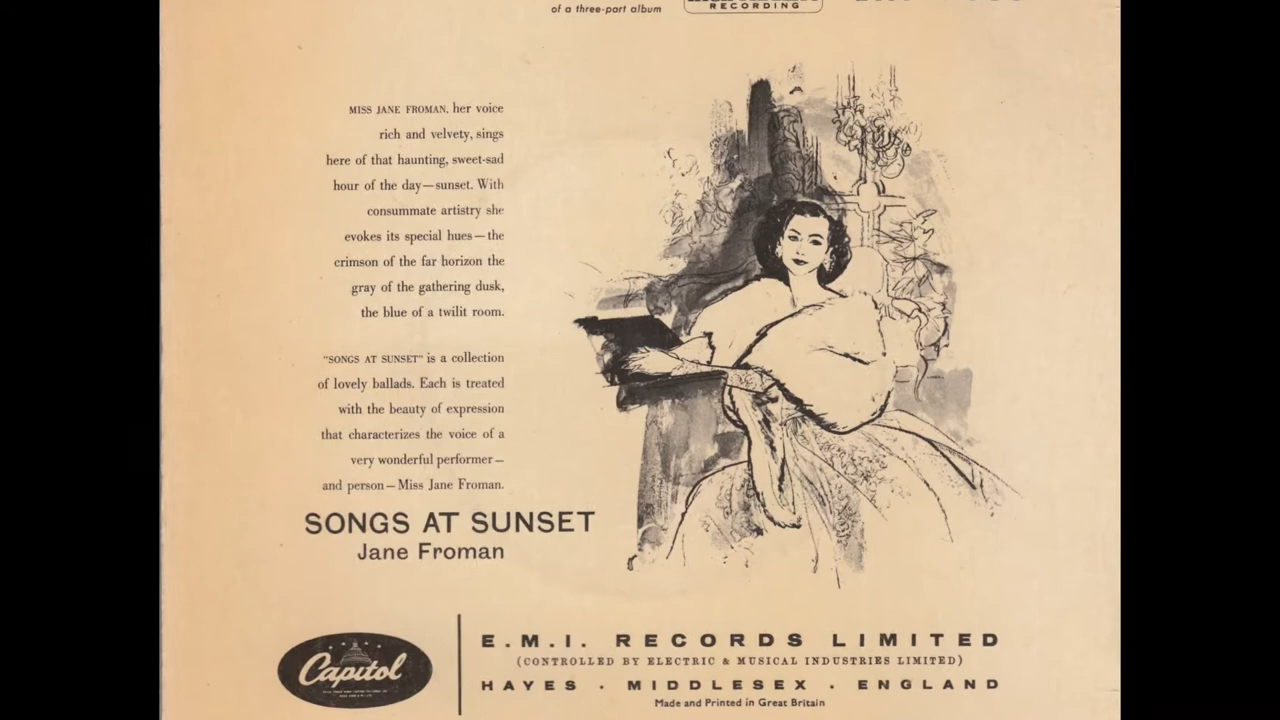 of a three-part album
RECORDING
MISS JANE FROMAN, her voice
rich and velvety, sings
here of that haunting, sweet-sad
hour of the day—sunset. With
consummate artistry she
evokes its special hues—the
crimson of the far horizon the
gray of the gathering dusk,
the blue of a twilit room.
"SONGS AT SUNSET" is a collection
of lovely ballads. Each is treated
with the beauty of expression
that characterizes the voice of a
very wonderful performer—
and person—Miss Jane Froman.
SONGS AT SUNSET
Jane Froman
Capitol
E.M.I. RECORDS LIMITED
(CONTROLLED BY ELECTRIC & MUSICAL INDUSTRIES LIMITED)
HAYES . MIDDLESEX . ENGLAND
Made and Printed in Great Britain